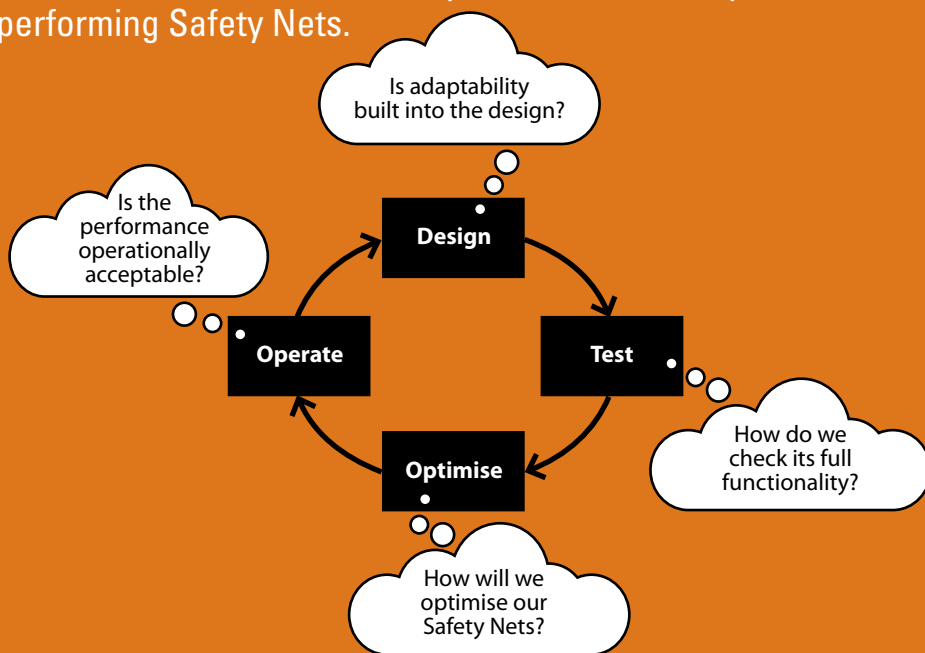 performing Safety Nets.
Is adaptability
built into the design?
Is the
performance
operationally
acceptable?
Design
Operate
Test
How do we
check its full
functionality?
Optimise
How will we
optimise our
Safety Nets?